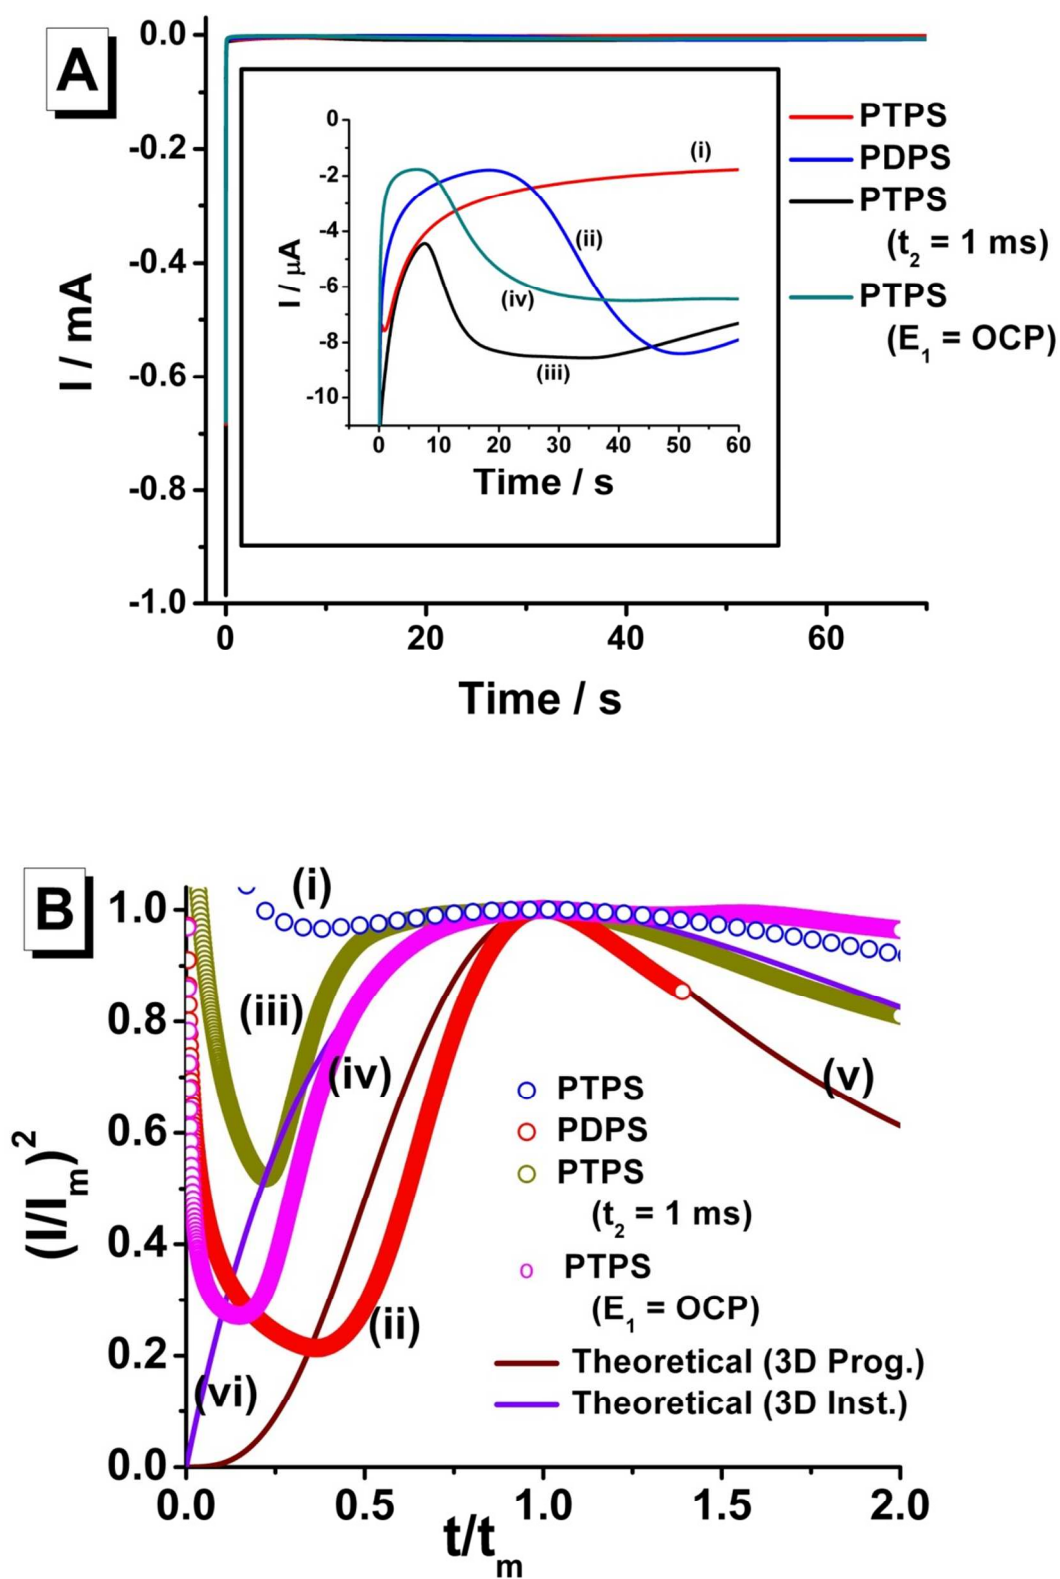 A
0.0
-0.2
-0.4
-0.6
-0.8
-1.0
I / mA
0
20
40
60
Time / s
0
-2
-4
-6
-8
-10
I / μA
0
10
20
30
40
50
60
Time / s
(i)
(ii)
(iv)
(iii)
PTPS
PDPS
PTPS
(t2 = 1 ms)
PTPS
(E1 = OCP)
B
1.0
0.8
0.6
0.4
0.2
0.0
(I/Im)2
0.0
0.5
1.0
1.5
2.0
t/tm
(i)
(iii)
(iv)
(v)
(ii)
(vi)
PTPS
PDPS
PTPS
(t2 = 1 ms)
PTPS
(E1 = OCP)
Theoretical (3D Prog.)
Theoretical (3D Inst.)